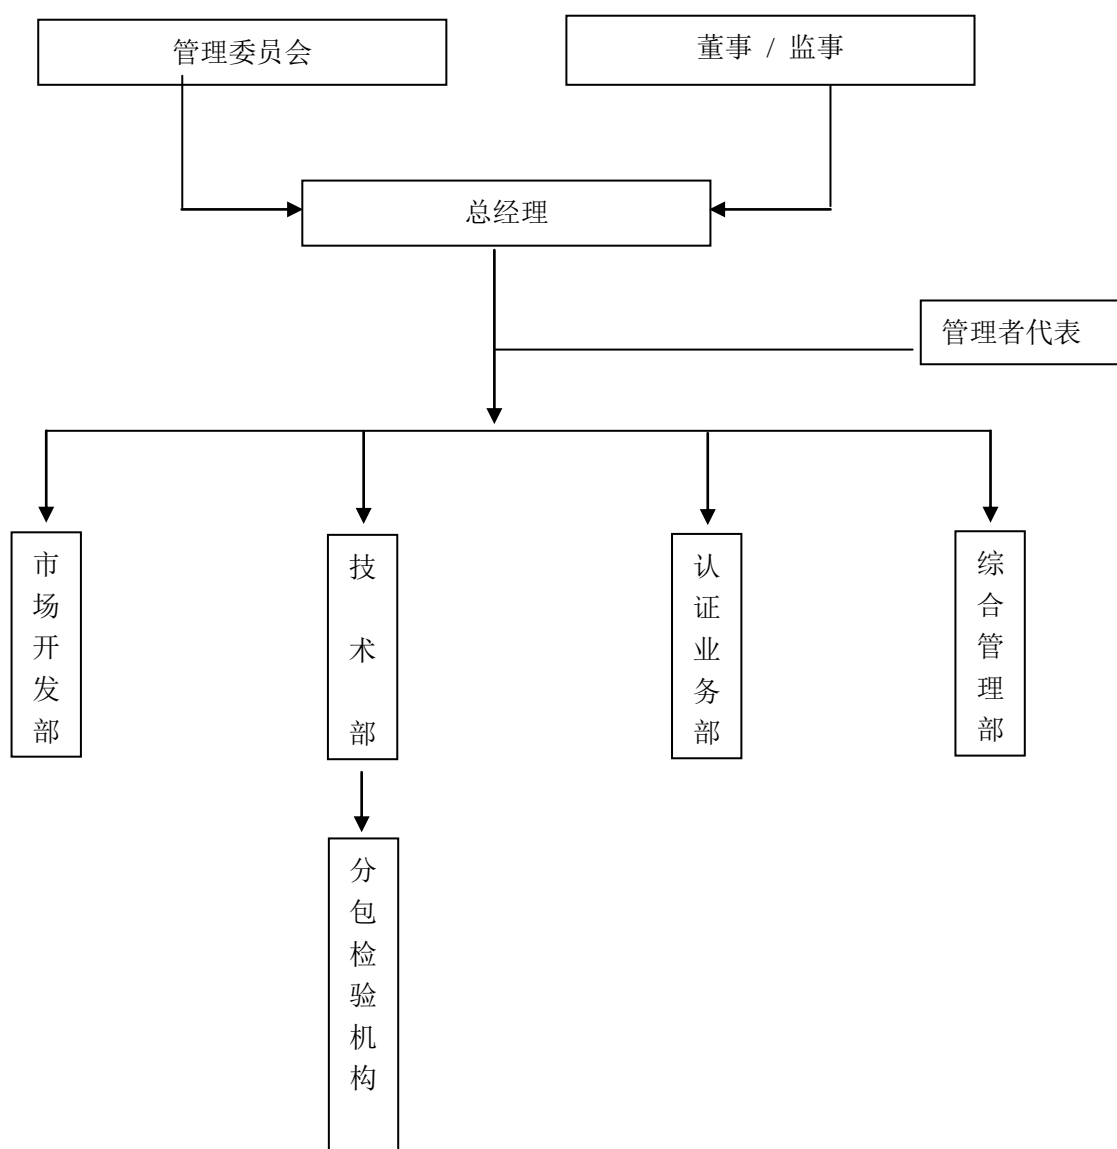 管理委员会
董事 / 监事
总经理
管理者代表
市场开发部
技术部
认证业务部
综合管理部
分包检验机构